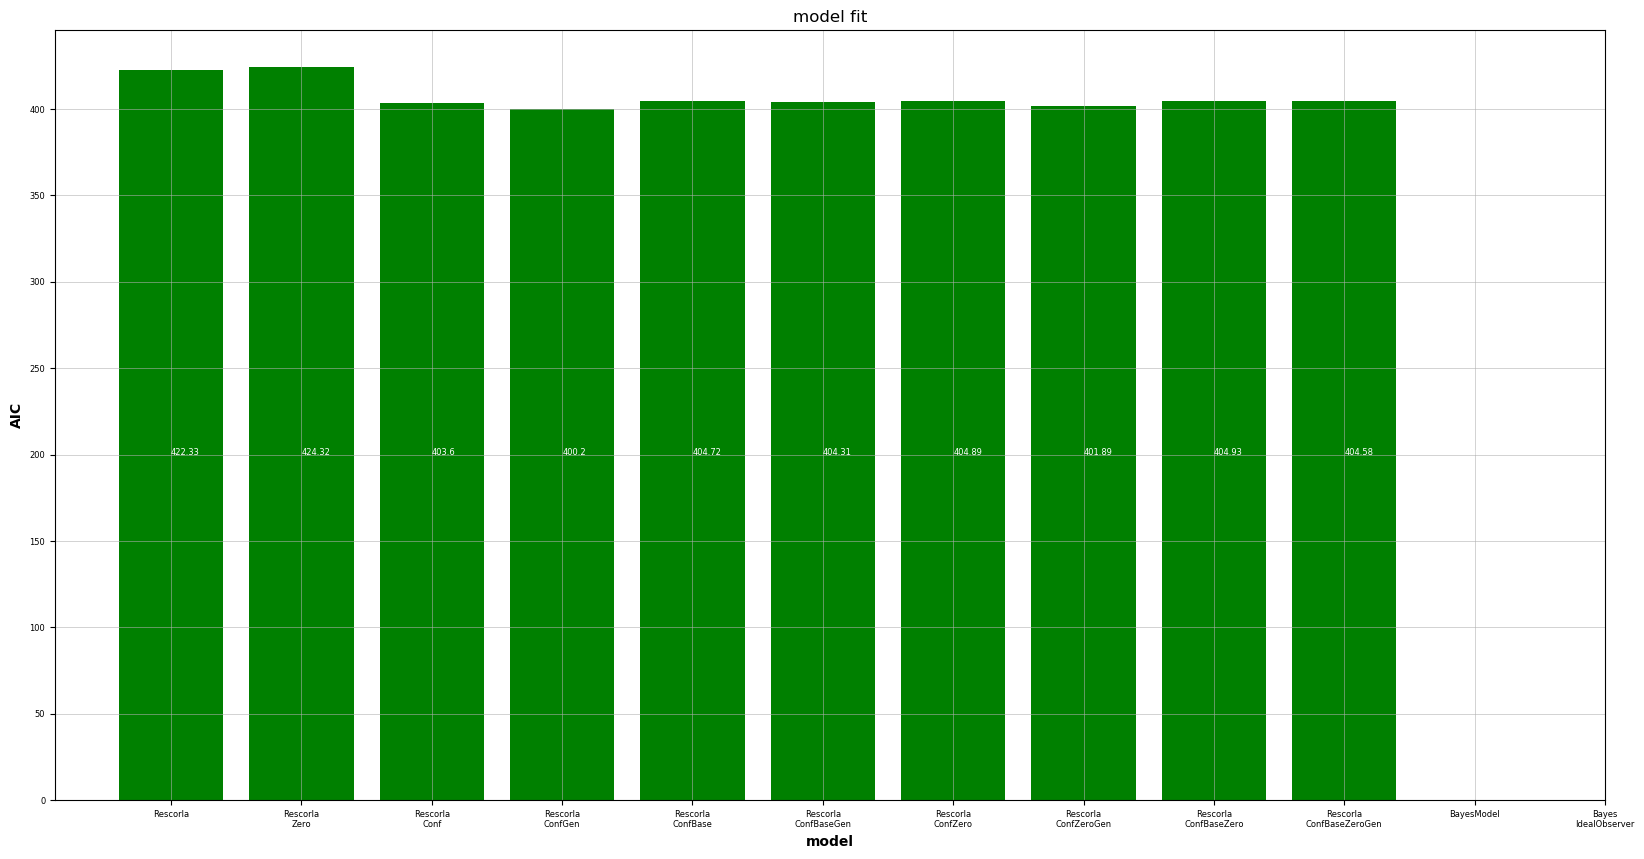 model fit
AIC
400
350
300
250
200
150
100
50
0
422.33 424.32 403.6 400.2 404.72 404.31 404.89 401.89 404.93 404.58
Rescorla
Rescorla
Zero
Rescorla
Conf
Rescorla
ConfGen
Rescorla
ConfBase
Rescorla
ConfBaseGen
Rescorla
ConfZero
Rescorla
ConfZeroGen
Rescorla
ConfBaseZero
Rescorla
ConfBaseZeroGen
BayesModel
Bayes
IdealObserver
model